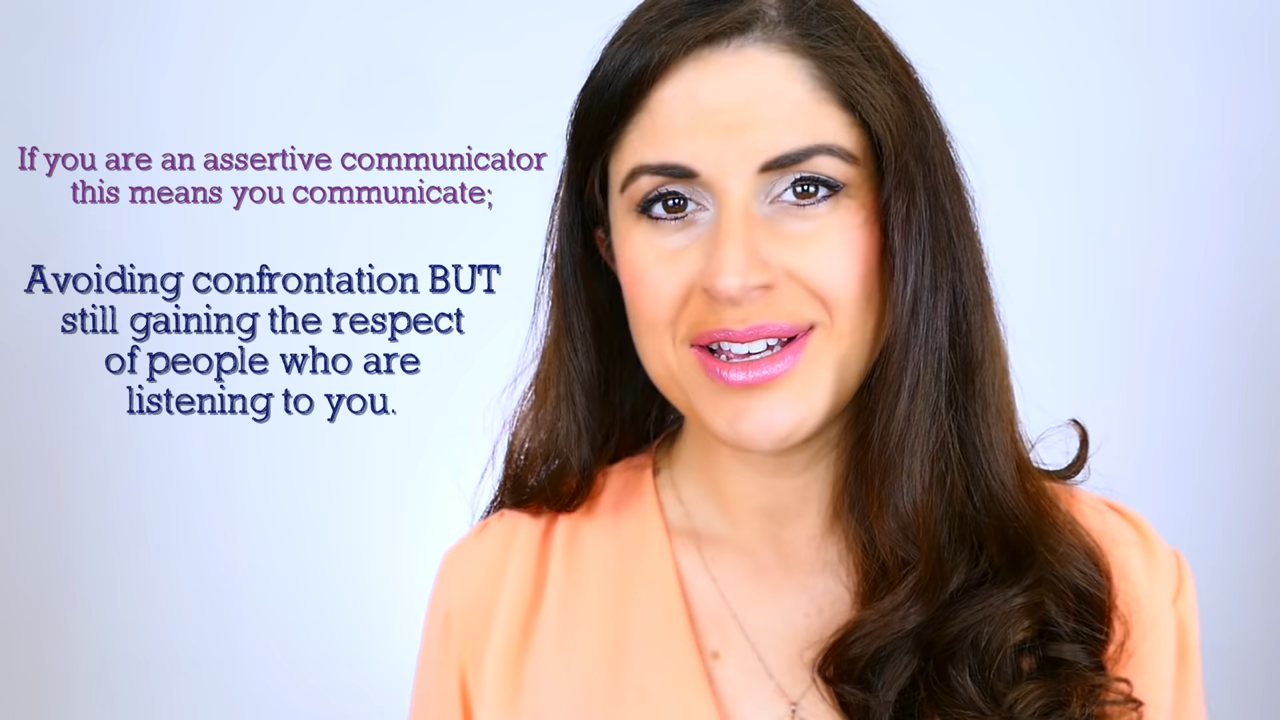 If you are an assertive communicator
this means you communicate;
Avoiding confrontation BUT
still gaining the respect
of people who are
listening to you.